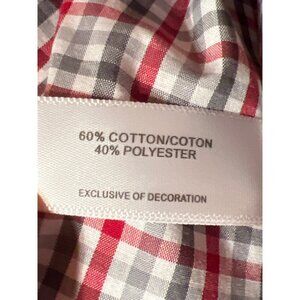 60% COTTON/COTON
40% POLYESTER
EXCLUSIVE OF DECORATION